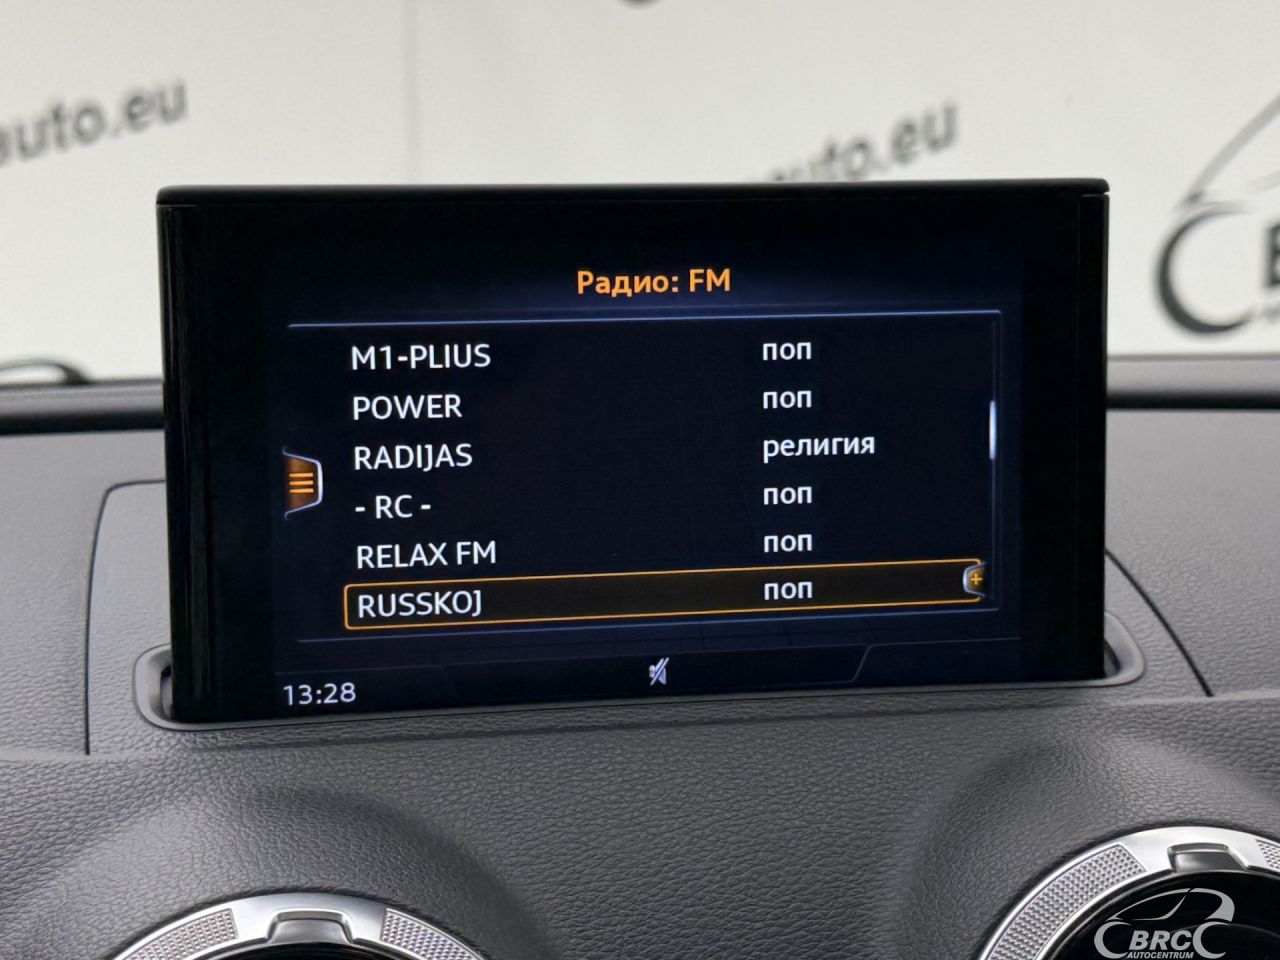 auto.eu
auto.eu
Радио: FM
M1-PLIUS поп
POWER поп
RADIJAS религия
- RC - поп
RELAX FM поп
RUSSKOJ поп
13:28
BRC
AUTOCENTRUM